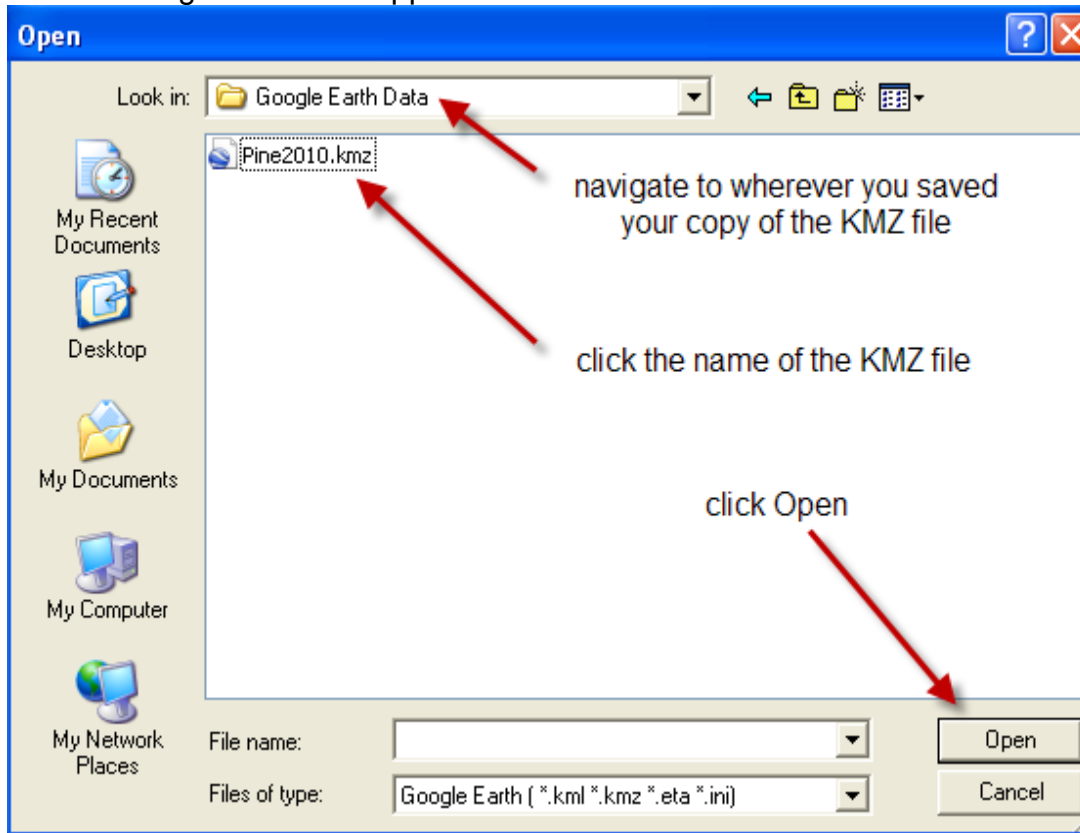 Open
Look in:
Google Earth Data
Pine2010.kmz
navigate to wherever you saved
your copy of the KMZ file
My Recent
Documents
Desktop
click the name of the KMZ file
My Documents
click Open
My Computer
My Network
Places
File name:
Open
Files of type:
Google Earth ( *.kml *.kmz *.eta *.ini)
Cancel